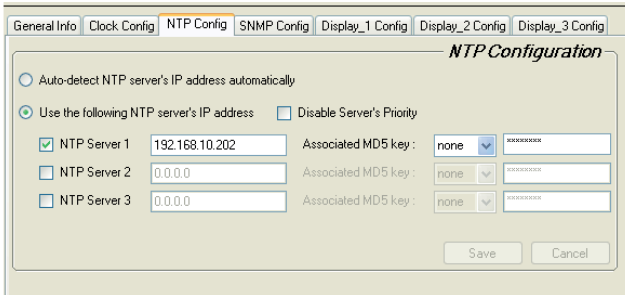 General Info Clock Config NTP Config SNMP Config Display_1 Config Display_2 Config Display_3 Config
NTP Configuration
Auto-detect NTP server's IP address automatically
Use the following NTP server's IP address Disable Server's Priority
NTP Server 1 192.168.10.202 Associated MD5 key : none xxxxxxxx
NTP Server 2 0.0.0.0 Associated MD5 key : none xxxxxxxx
NTP Server 3 0.0.0.0 Associated MD5 key : none xxxxxxxx
Save Cancel